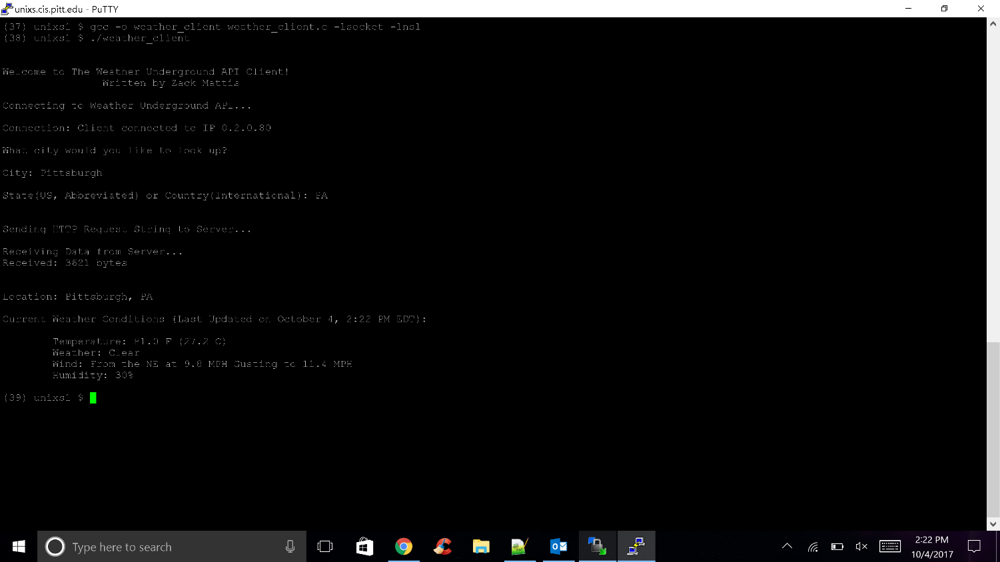 unixs.cis.pitt.edu - PuTTY
(37) unixs1 $ gcc -o weather_client weather_client.c -lsocket -lnsl
(38) unixs1 $ ./weather_client
Welcome to The Weather Underground API Client!
Written by Zack Mattis
Connecting to Weather Underground API...
Connection: Client connected to IP 0.2.0.80
What city would you like to look up?
City: Pittsburgh
State(US, Abbreviated) or Country(International): PA
Sending HTTP Request String to Server...
Receiving Data from Server...
Received: 3621 bytes
Location: Pittsburgh, PA
Current Weather Conditions (Last Updated on October 4, 2:22 PM EDT):
Temperature: 81.0 F (27.2 C)
Weather: Clear
Wind: From the NE at 9.8 MPH Gusting to 11.4 MPH
Humidity: 30%
(39) unixs1 $
Type here to search
2:22 PM
10/4/2017